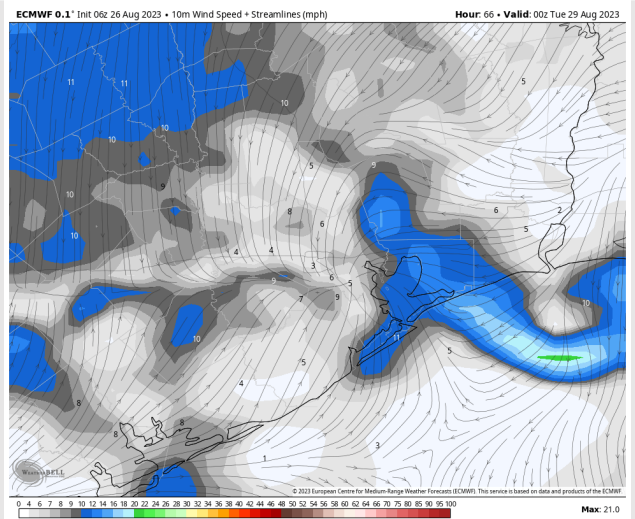 ECMWF 0.1° Init 06z 26 Aug 2023 • 10m Wind Speed + Streamlines (mph) Hour: 66 • Valid: 00z Tue 29 Aug 2023
11 11 5
10
10 10
5 9
9
10
8 6 2
6 5
10
4 4
3
9 6 5
7 9 10
10 11
5 5
4
8
8 8
1 3
WeatherBELL
© 2023 European Centre for Medium-Range Weather Forecasts (ECMWF). This service is based on data and products of the ECMWF.
0 4 6 7 8 9 10 12 14 16 18 20 22 24 26 28 30 32 34 36 38 40 42 44 46 48 50 52 54 56 58 60 62 64 66 68 70 75 80 85 90 95 100
Max: 21.0